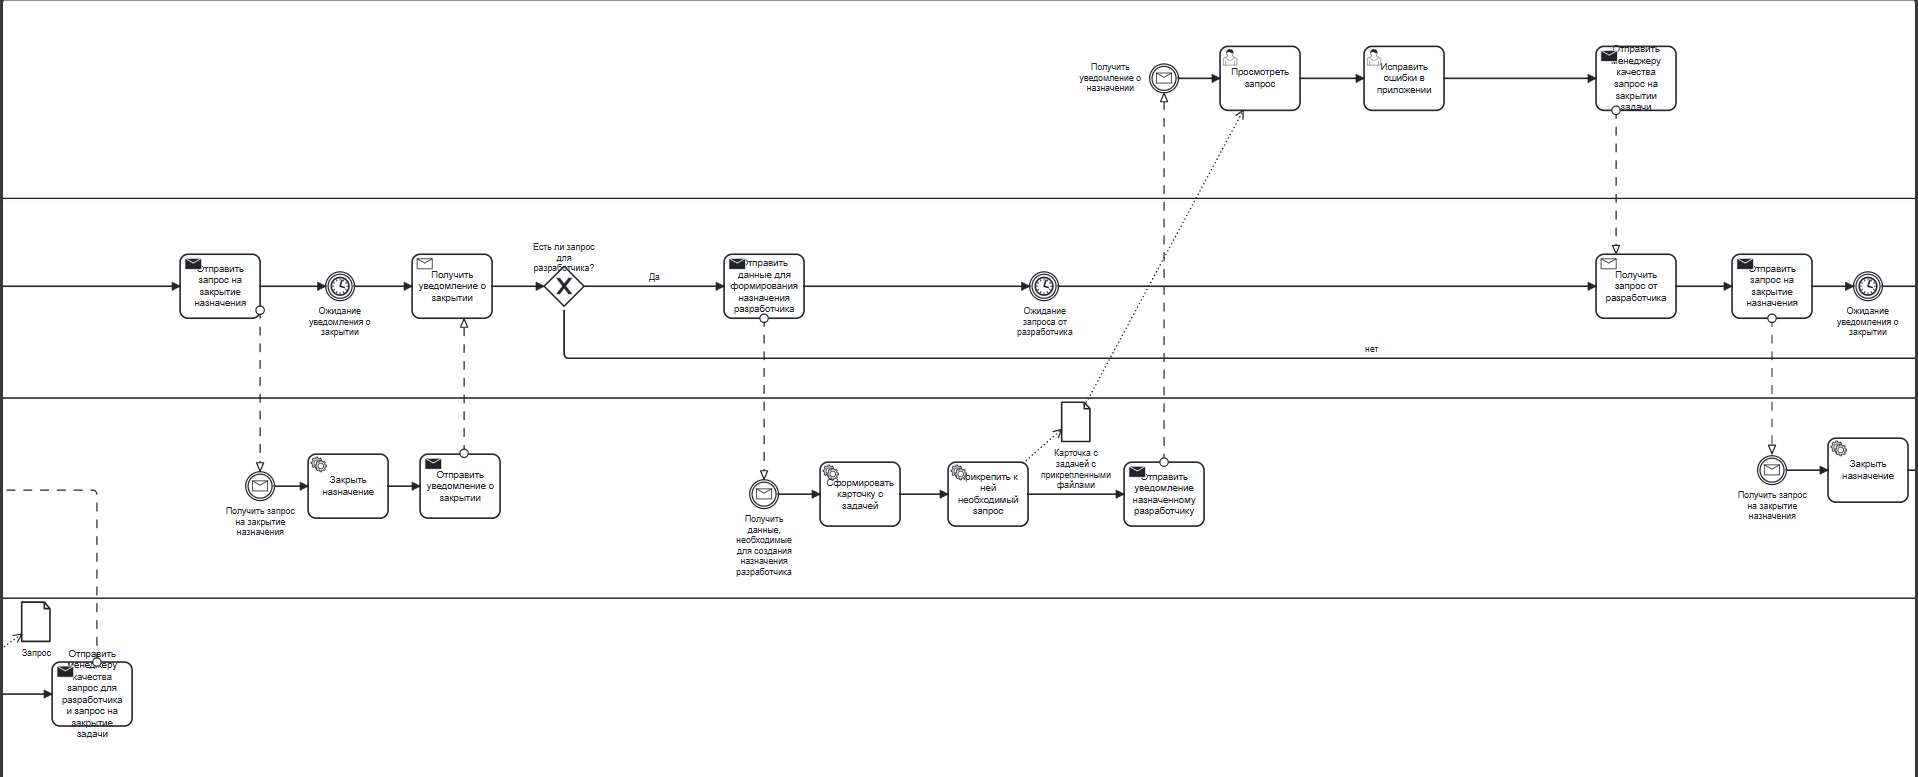 Получить
уведомление о
назначении
Просмотреть
запрос
Исправить
ошибки в
приложении
Отправить
менеджеру
качества
запрос на
закрытии
задачи
Отправить
запрос на
закрытие
назначения
Ожидание
уведомления о
закрытии
Получить
уведомление о
закрытии
Есть ли запрос
для
разработчика?
Да
Отправить
данные для
формирования
назначения
разработчика
Ожидание
запроса от
разработчика
Получить
запрос от
разработчика
Отправить
запрос на
закрытие
назначения
Ожидание
уведомления о
закрытии
нет
Получить запрос
на закрытие
назначения
Закрыть
назначение
Отправить
уведомление о
закрытии
Получить
данные,
необходимые
для создания
назначения
разработчика
Сформировать
карточку с
задачей
Прикрепить к
ней
необходимый
запрос
Карточка с
задачей с
прикрепленными
файлами
Отправить
уведомление
назначенному
разработчику
Получить запрос
на закрытие
назначения
Закрыть
назначение
Запрос
Отправить
менеджеру
качества
запрос для
разработчика
и запрос на
закрытие
задачи